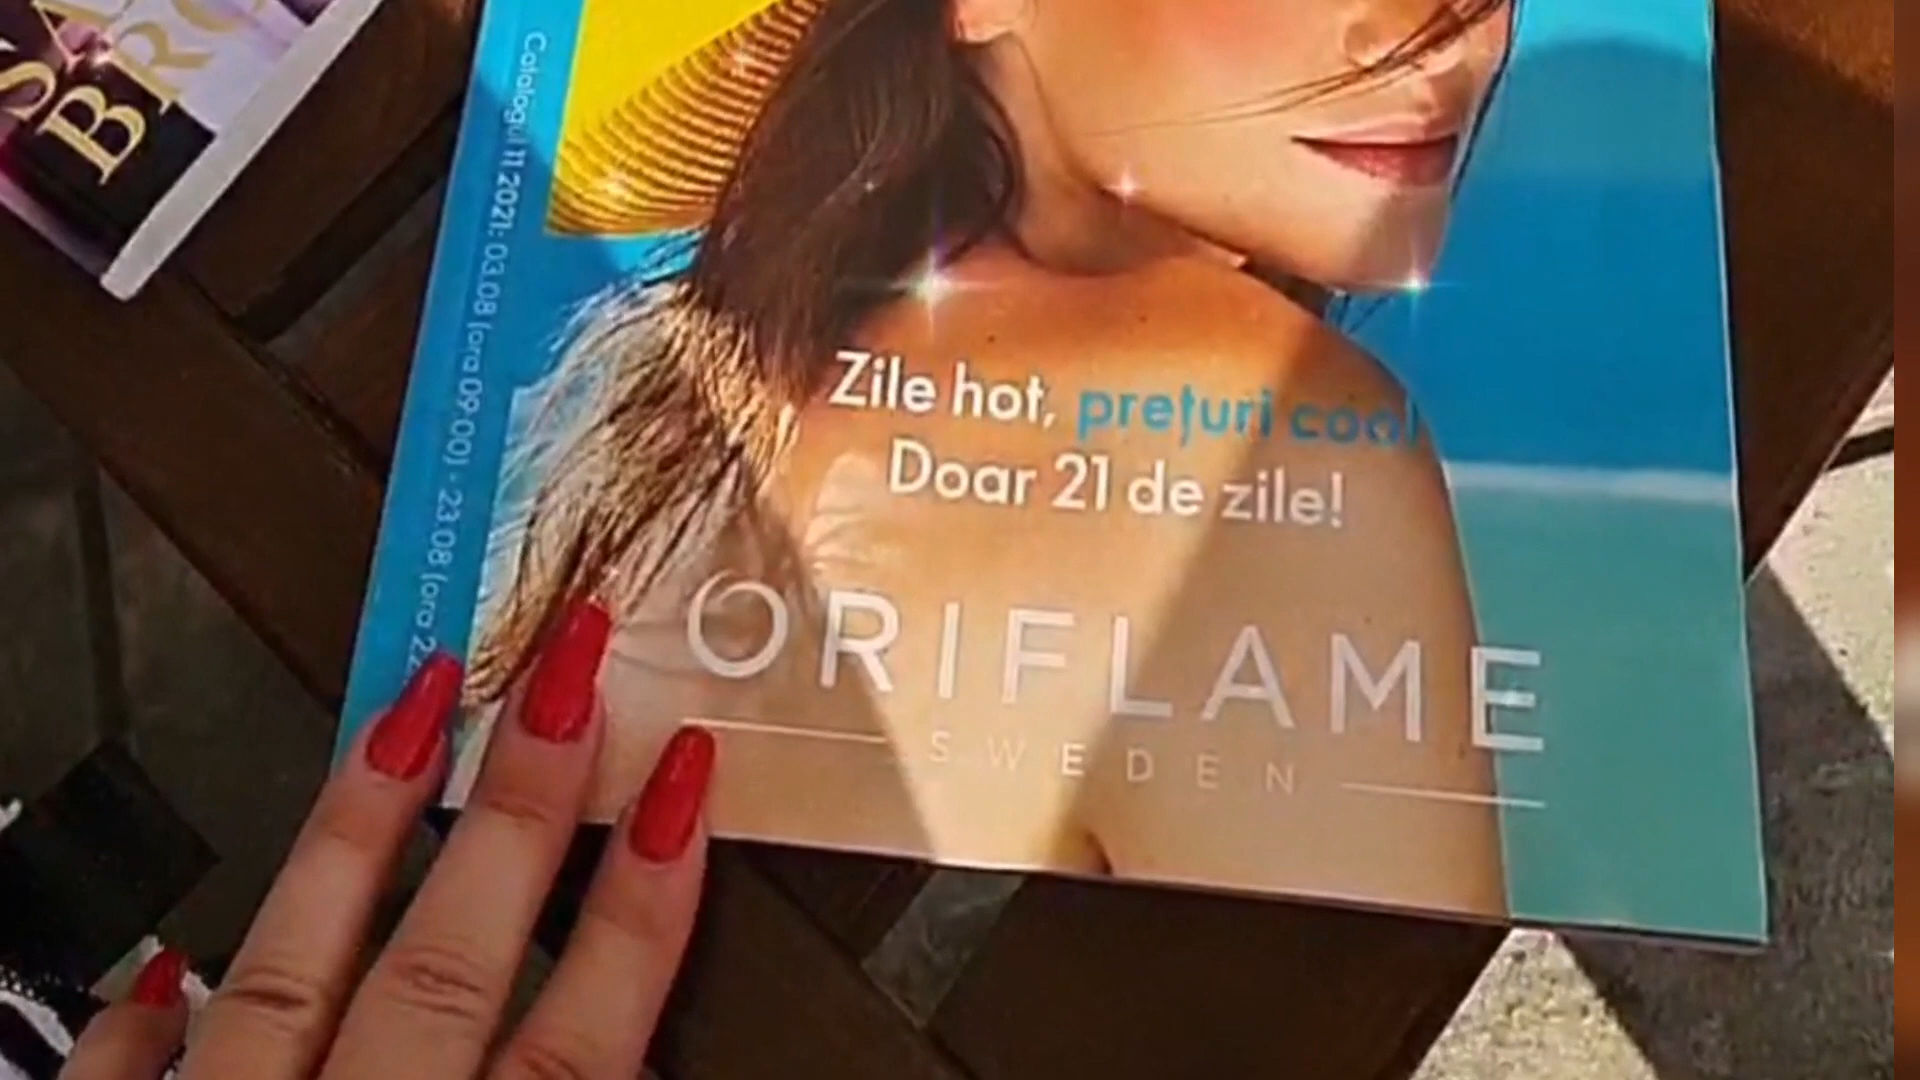 Catalogul 11 2021: 03.08 (ora 09:00) - 23.08 (ora
Zile hot, prețuri cool
Doar 21 de zile!
ORIFLAME
SWEDEN